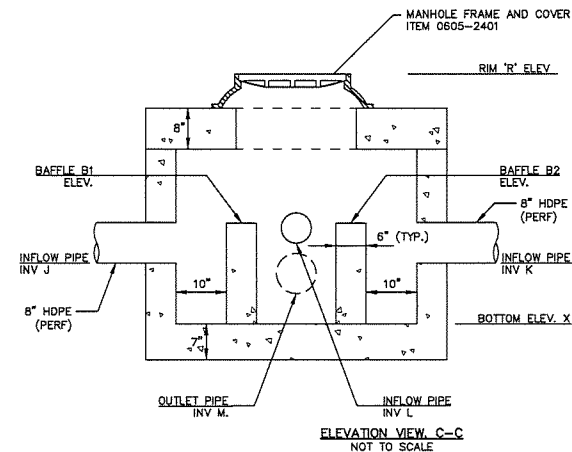 MANHOLE FRAME AND COVER
ITEM 0605-2401
RIM "R" ELEV
8"
BAFFLE B1
ELEV.
BAFFLE B2
ELEV.
8" HDPE
(PERF)
6" (TYP.)
INFLOW PIPE
INV J
INFLOW PIPE
INV K
10"
10"
8" HDPE
(PERF)
BOTTOM ELEV. X
7"
OUTLET PIPE
INV M.
INFLOW PIPE
INV L
ELEVATION VIEW, C-C
NOT TO SCALE